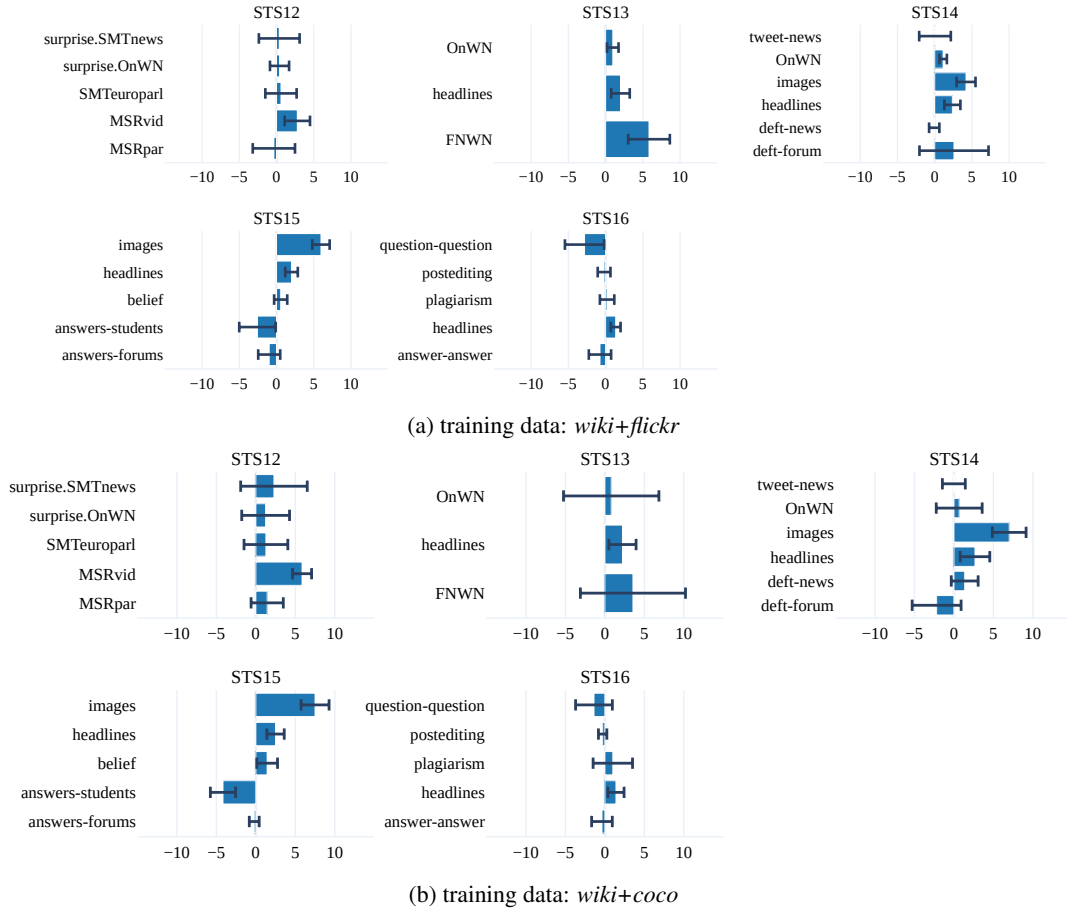 STS12
surprise.SMTnews
surprise.OnWN
SMTeuroparl
MSRvid
MSRpar
−10 −5 0 5 10
STS13
OnWN
headlines
FNWN
−10 −5 0 5 10
STS14
tweet-news
OnWN
images
headlines
deft-news
deft-forum
−10 −5 0 5 10
STS15
images
headlines
belief
answers-students
answers-forums
−10 −5 0 5 10
STS16
question-question
postediting
plagiarism
headlines
answer-answer
−10 −5 0 5 10
(a) training data: wiki+flickr
STS12
surprise.SMTnews
surprise.OnWN
SMTeuroparl
MSRvid
MSRpar
−10 −5 0 5 10
STS13
OnWN
headlines
FNWN
−10 −5 0 5 10
STS14
tweet-news
OnWN
images
headlines
deft-news
deft-forum
−10 −5 0 5 10
STS15
images
headlines
belief
answers-students
answers-forums
−10 −5 0 5 10
STS16
question-question
postediting
plagiarism
headlines
answer-answer
−10 −5 0 5 10
(b) training data: wiki+coco